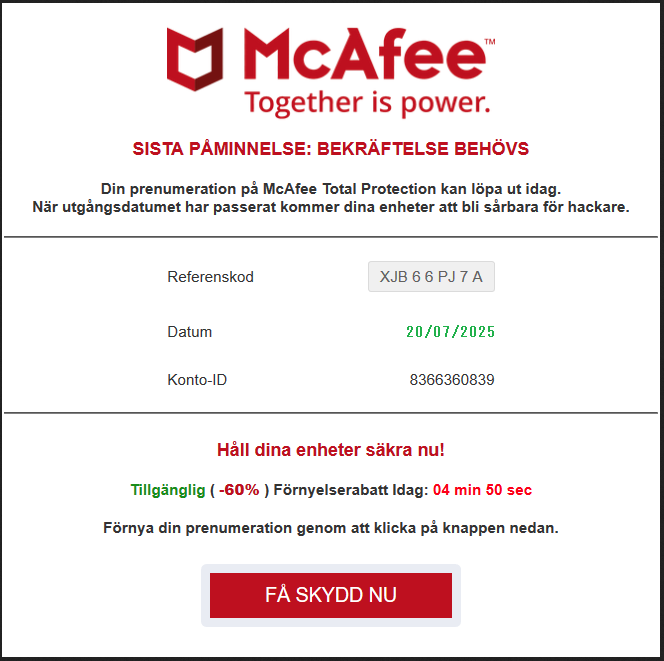 McAfee™
Together is power.
SISTA PÅMINNELSE: BEKRÄFTELSE BEHÖVS
Din prenumeration på McAfee Total Protection kan löpa ut idag.
När utgångsdatumet har passerat kommer dina enheter att bli sårbara för hackare.
Referenskod XJB 6 6 PJ 7 A
Datum 20/07/2025
Konto-ID 8366360839
Håll dina enheter säkra nu!
Tillgänglig ( -60% ) Förnyelserabatt Idag: 04 min 50 sec
Förnya din prenumeration genom att klicka på knappen nedan.
FÅ SKYDD NU